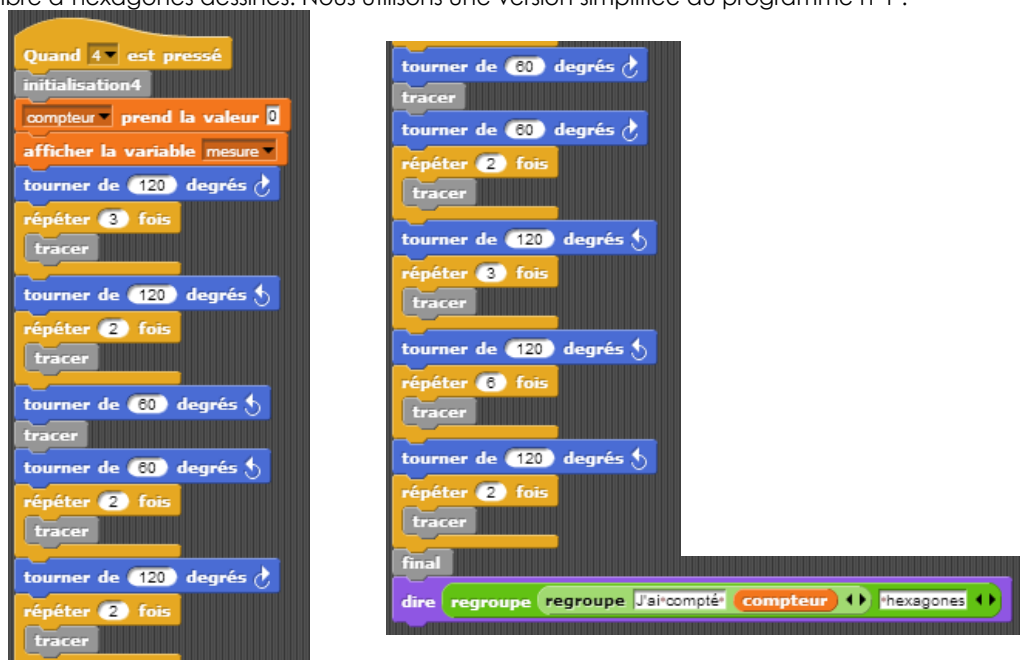 Quand 4 est pressé
initialisation4
compteur prend la valeur 0
afficher la variable mesure
tourner de 120 degrés
répéter 3 fois
tracer
tourner de 120 degrés
répéter 2 fois
tracer
tourner de 60 degrés
tracer
tourner de 60 degrés
répéter 2 fois
tracer
tourner de 120 degrés
répéter 2 fois
tracer
tourner de 60 degrés
tracer
tourner de 60 degrés
répéter 2 fois
tracer
tourner de 120 degrés
répéter 3 fois
tracer
tourner de 120 degrés
répéter 6 fois
tracer
tourner de 120 degrés
répéter 2 fois
tracer
final
dire regroupe regroupe J'ai compté compteur hexagones